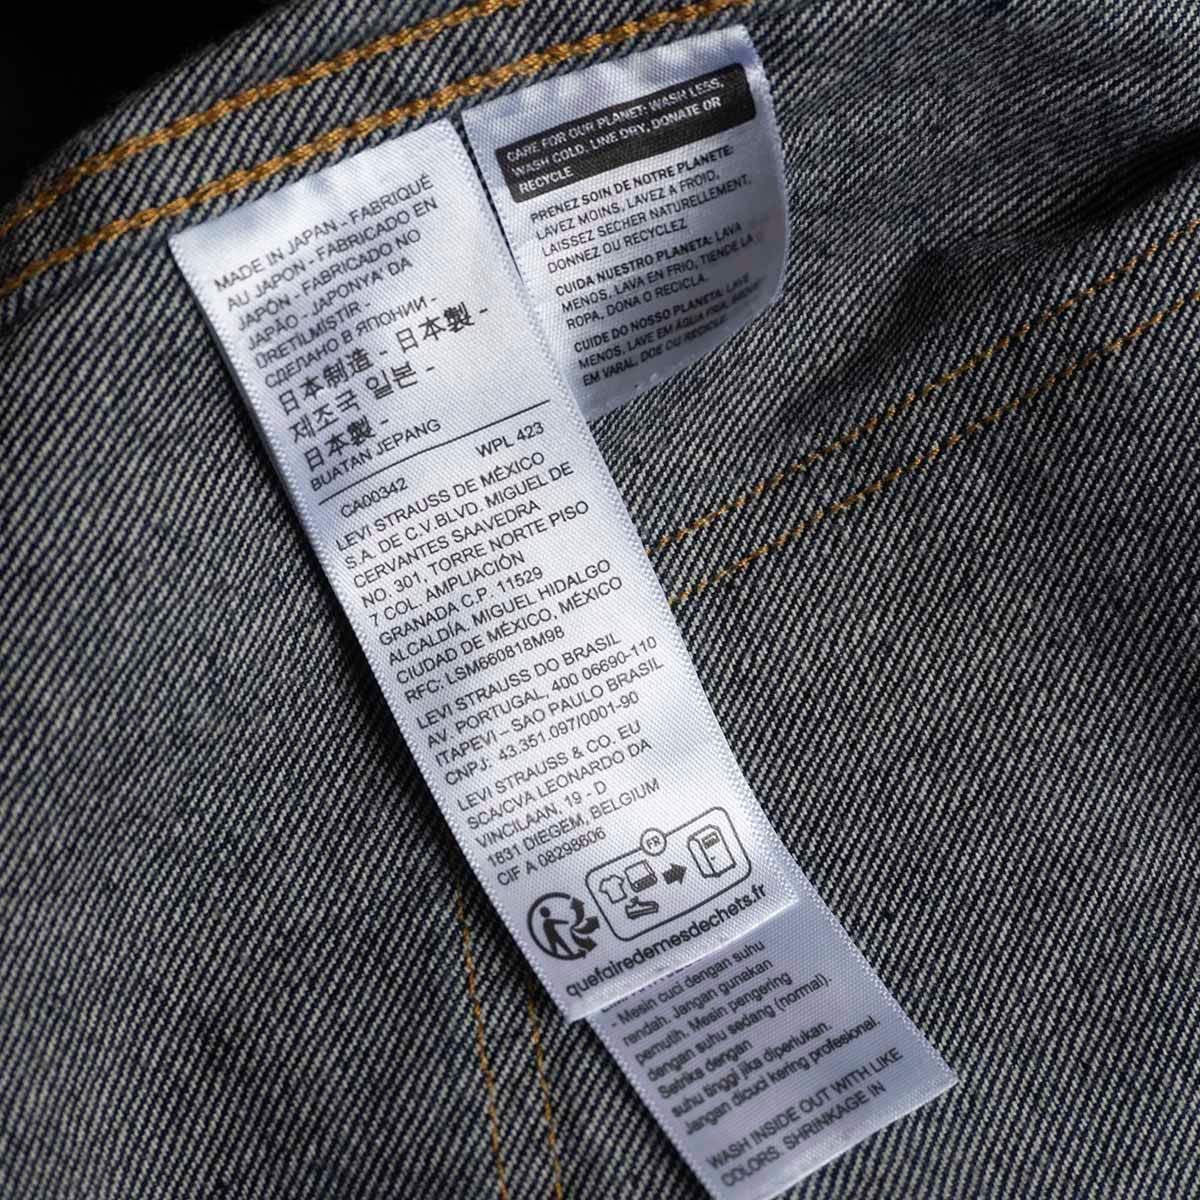 MADE IN JAPAN - FABRIQUÉ
AU JAPON - FABRICADO EN
JAPÓN - FABRICADO NO
JAPÃO - JAPONYA' DA
ÜRETILMIŞTIR -
СДЕЛАНО В ЯПОНИИ -
日本制造 - 日本製 -
제조국 일본 -
日本製 -
BUATAN JEPANG
CA00342 WPL 423
LEVI STRAUSS DE MÉXICO
S.A. DE C.V.BLVD. MIGUEL DE
CERVANTES SAAVEDRA
NO. 301, TORRE NORTE PISO
7 COL. AMPLIACIÓN
GRANADA C.P. 11529
ALCALDÍA. MIGUEL HIDALGO
CIUDAD DE MÉXICO, MÉXICO
RFC: LSM660818M98
LEVI STRAUSS DO BRASIL
AV. PORTUGAL, 400 06690-110
ITAPEVI – SAO PAULO BRASIL
CNPJ: 43.351.097/0001-90
LEVI STRAUSS & CO. EU
SCA/CVA LEONARDO DA
VINCILAAN, 19 - D
1831 DIEGEM, BELGIUM
CIF A 08298606
FR
quefairedemesdechets.fr
CARE FOR OUR PLANET: WASH LESS,
WASH COLD, LINE DRY, DONATE OR
RECYCLE
PRENEZ SOIN DE NOTRE PLANETE:
LAVEZ MOINS, LAVEZ A FROID,
LAISSEZ SECHER NATURELLEMENT,
DONNEZ OU RECYCLEZ
CUIDA NUESTRO PLANETA: LAVA
MENOS, LAVA EN FRIO, TIENDE LA
ROPA, DONA O RECICLA.
CUIDE DO NOSSO PLANETA: LAVE
MENOS, LAVE EM ÁGUA FRIA,
EM VARAL, DOE OU RECICLE
- Mesin cuci dengan suhu
rendah. Jangan gunakan
pemutih. Mesin pengering
dengan suhu sedang (normal).
Setrika dengan
suhu tinggi jika diperlukan.
Jangan dicuci kering profesional.
WASH INSIDE OUT WITH LIKE
COLORS. SHRINKAGE IN